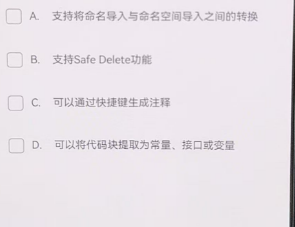 A. 支持将命名导入与命名空间导入之间的转换
B. 支持Safe Delete功能
C. 可以通过快捷键生成注释
D. 可以将代码块提取为常量、接口或变量